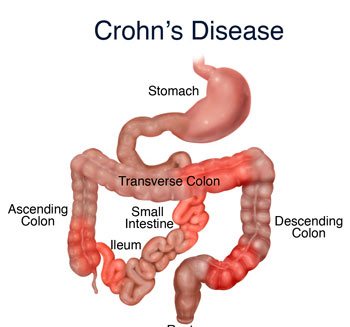 Crohn's Disease
Stomach
Transverse Colon
Ascending
Colon
Small
Intestine
Descending
Colon
Ileum